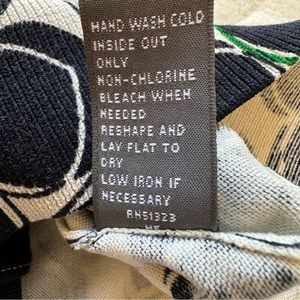 HAND WASH COLD
INSIDE OUT
ONLY
NON-CHLORINE
BLEACH WHEN
NEEDED
RESHAPE AND
LAY FLAT TO
DRY
LOW IRON IF
NECESSARY
RN51323